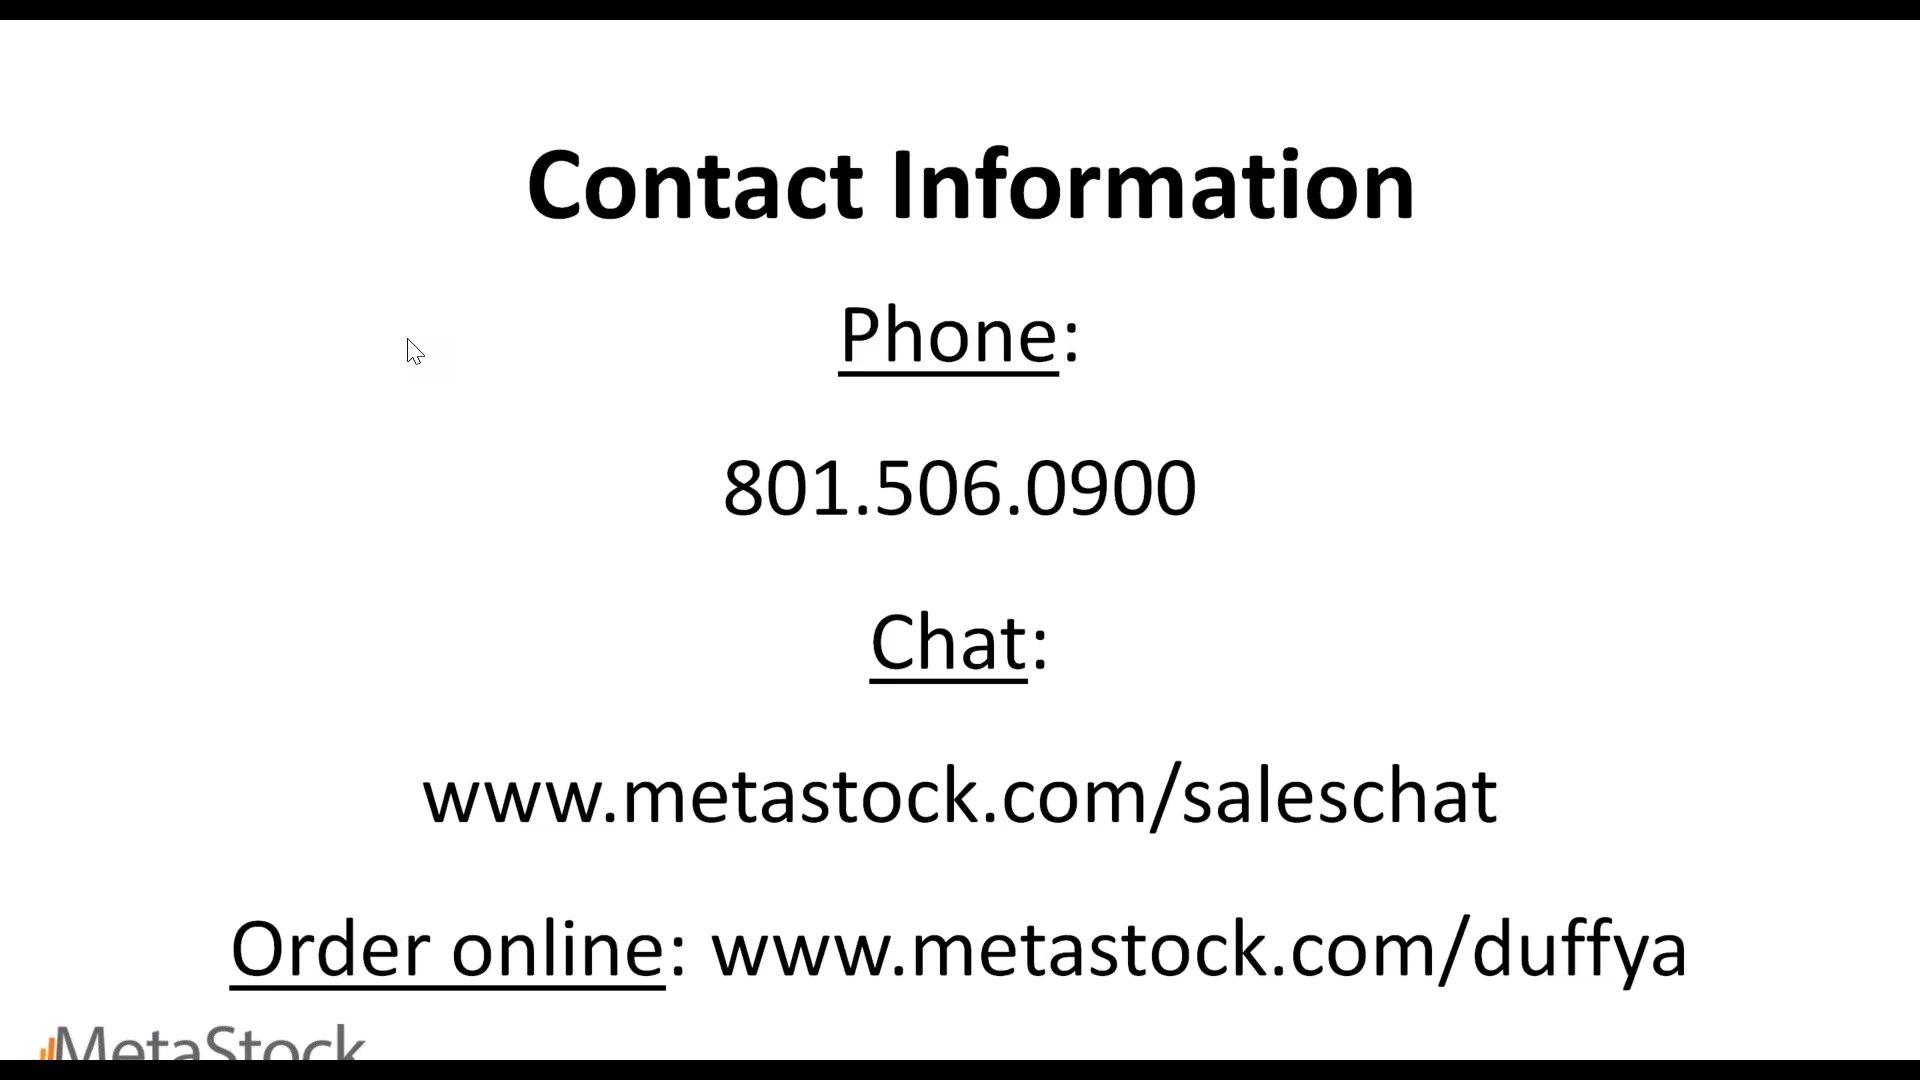 Contact Information
Phone:
801.506.0900
Chat:
www.metastock.com/saleschat
Order online: www.metastock.com/duffya
MetaStock